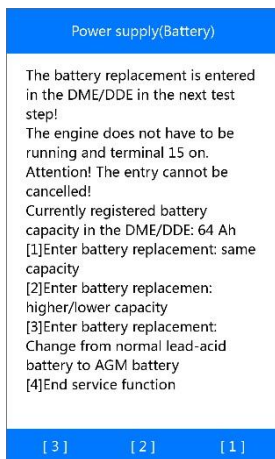 Power supply(Battery)
The battery replacement is entered
in the DME/DDE in the next test
step!
The engine does not have to be
running and terminal 15 on.
Attention! The entry cannot be
cancelled!
Currently registered battery
capacity in the DME/DDE: 64 Ah
[1]Enter battery replacement: same
capacity
[2]Enter battery replacemen:
higher/lower capacity
[3]Enter battery replacement:
Change from normal lead-acid
battery to AGM battery
[4]End service function
[ 3 ] [ 2 ] [ 1 ]